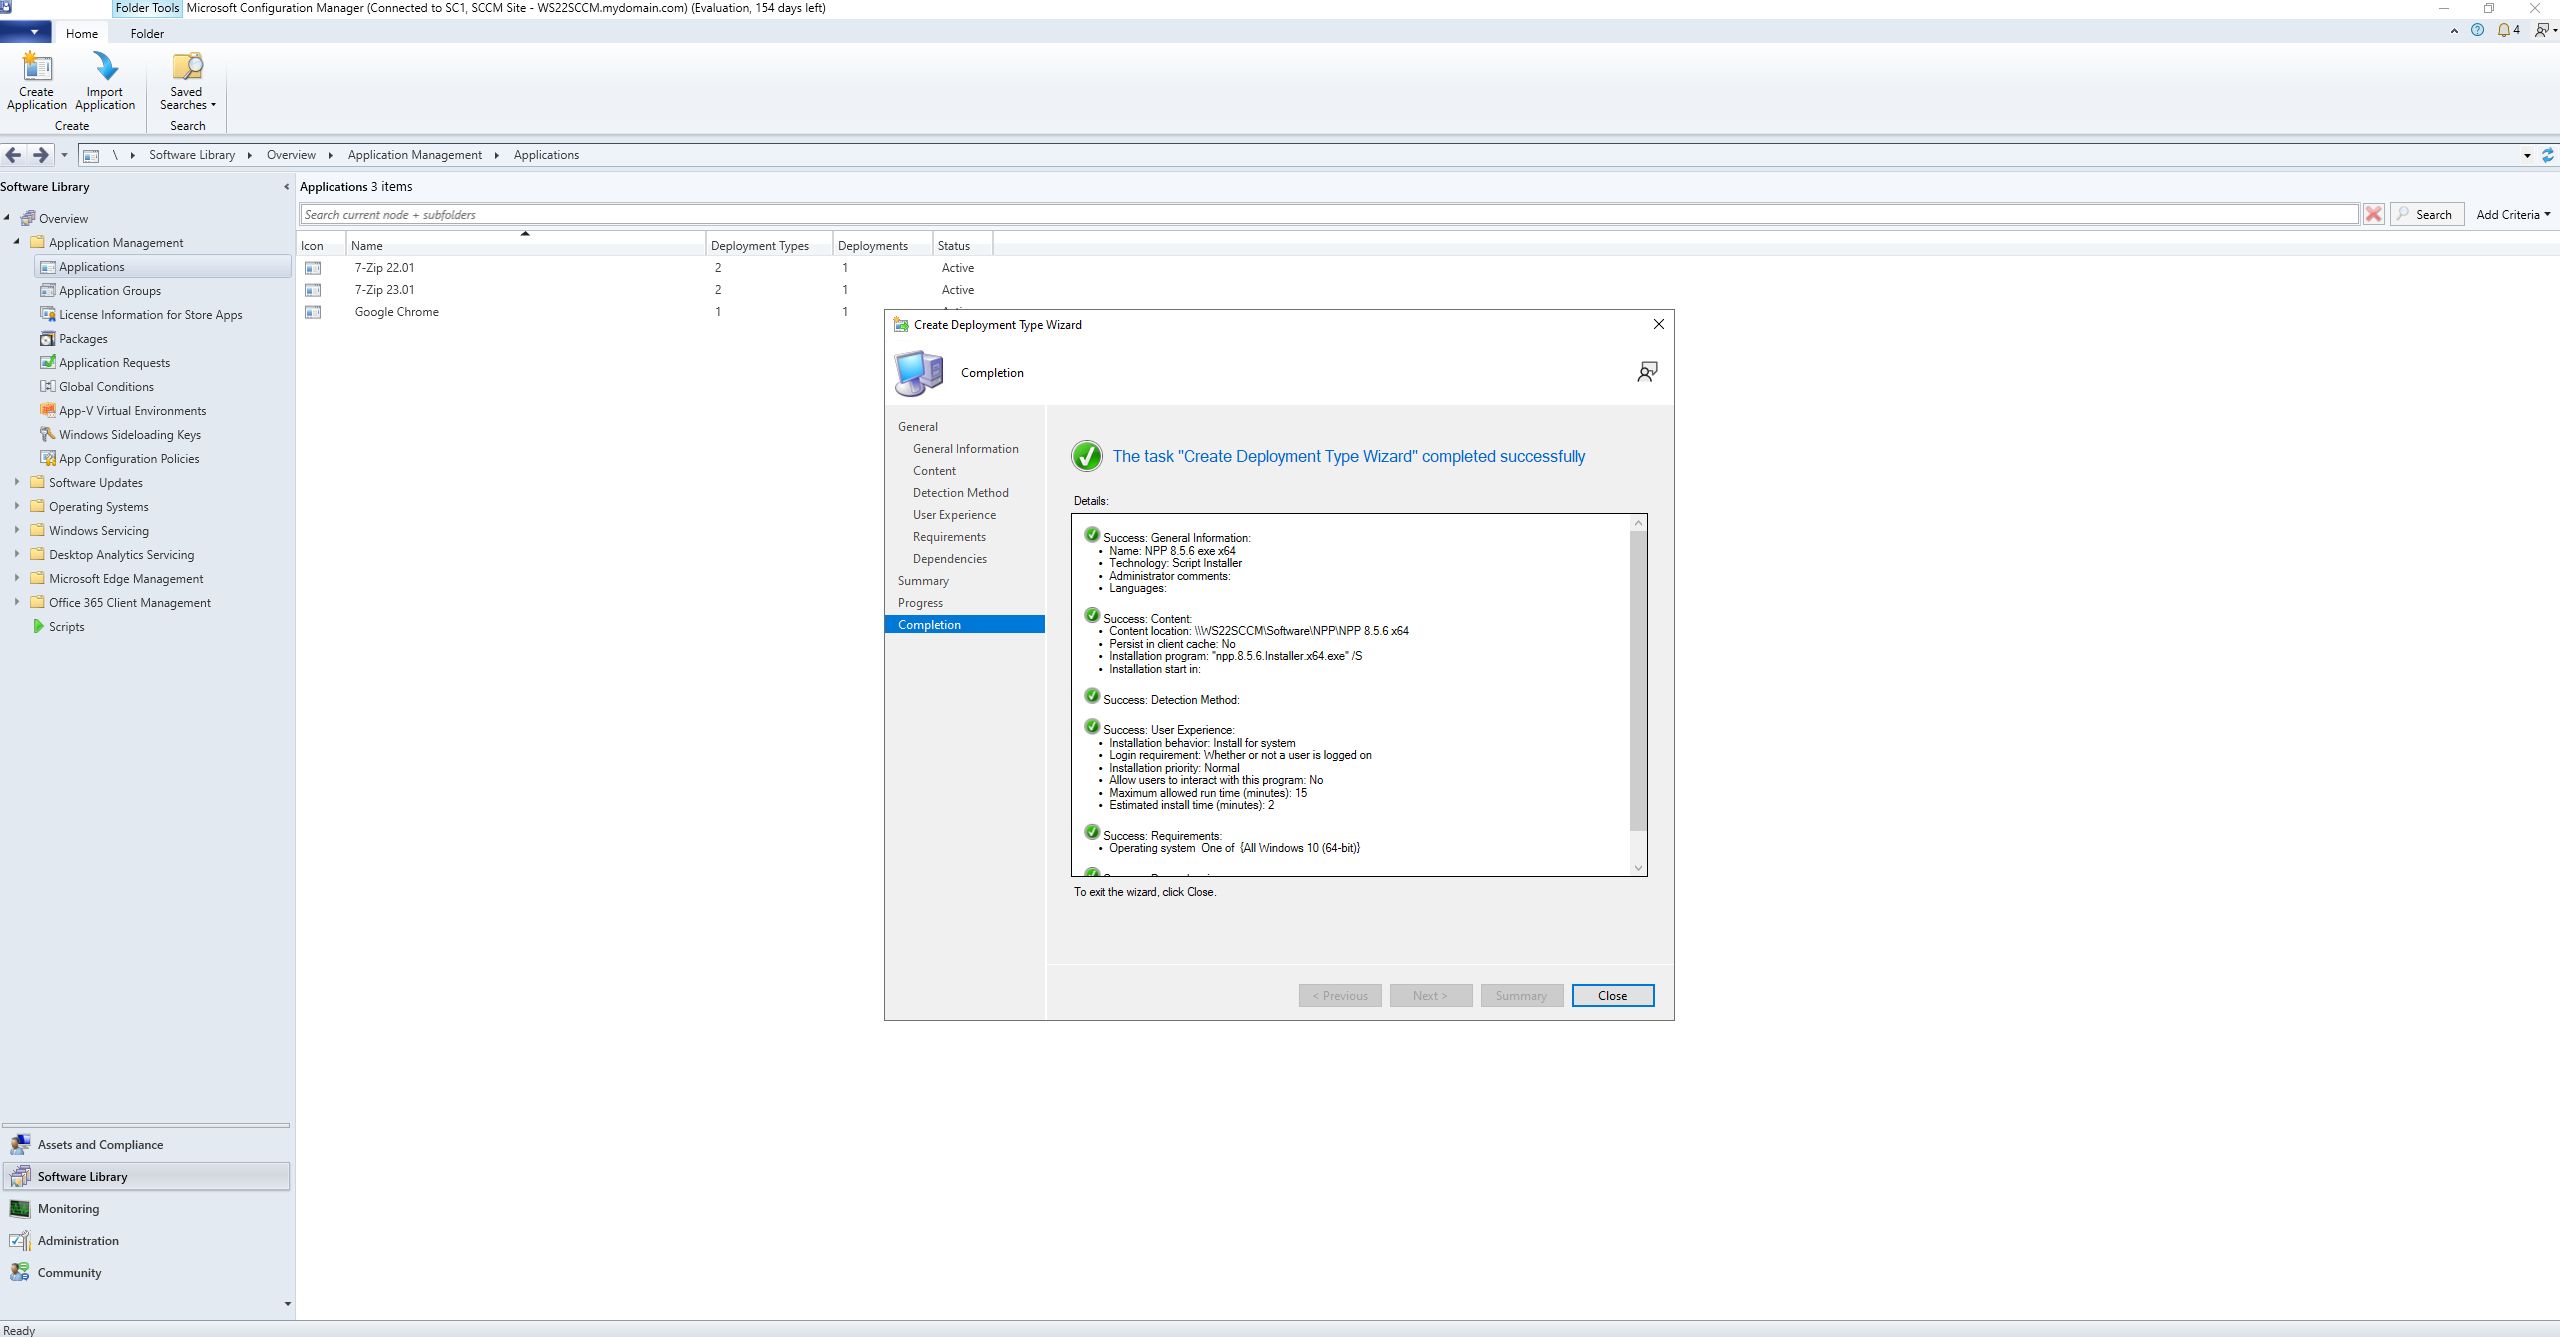 Folder Tools Microsoft Configuration Manager (Connected to SC1, SCCM Site - WS22SCCM.mydomain.com) (Evaluation, 154 days left)
Home Folder
4
Create Application
Import Application
Saved Searches
Create
Search
\ Software Library Overview Application Management Applications
Software Library
Overview
Application Management
Applications
Application Groups
License Information for Store Apps
Packages
Application Requests
Global Conditions
App-V Virtual Environments
Windows Sideloading Keys
App Configuration Policies
Software Updates
Operating Systems
Windows Servicing
Desktop Analytics Servicing
Microsoft Edge Management
Office 365 Client Management
Scripts
Assets and Compliance
Software Library
Monitoring
Administration
Community
Ready
Applications 3 items
Search current node + subfolders
Search
Add Criteria
Icon Name Deployment Types Deployments Status
7-Zip 22.01 2 1 Active
7-Zip 23.01 2 1 Active
Google Chrome 1 1
Create Deployment Type Wizard
Completion
General
General Information
Content
Detection Method
User Experience
Requirements
Dependencies
Summary
Progress
Completion
The task "Create Deployment Type Wizard" completed successfully
Details:
Success: General Information:
• Name: NPP 8.5.6 exe x64
• Technology: Script Installer
• Administrator comments:
• Languages:
Success: Content:
• Content location: \\WS22SCCM\Software\NPP\NPP 8.5.6 x64
• Persist in client cache: No
• Installation program: "npp.8.5.6.Installer.x64.exe" /S
• Installation start in:
Success: Detection Method:
Success: User Experience:
• Installation behavior: Install for system
• Login requirement: Whether or not a user is logged on
• Installation priority: Normal
• Allow users to interact with this program: No
• Maximum allowed run time (minutes): 15
• Estimated install time (minutes): 2
Success: Requirements:
• Operating system One of {All Windows 10 (64-bit)}
To exit the wizard, click Close.
< Previous
Next >
Summary
Close